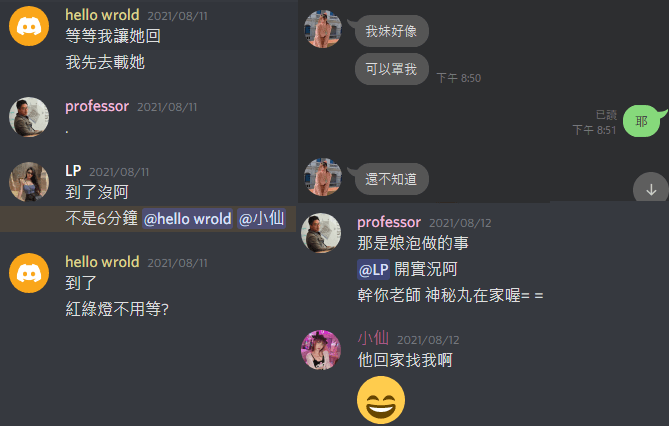 hello wrold 2021/08/11
等等我讓她回
我先去載她
professor 2021/08/11
.
LP 2021/08/11
到了沒阿
不是6分鐘 @hello wrold @小仙
hello wrold 2021/08/11
到了
紅綠燈不用等?
我妹好像
可以罩我
下午 8:50
已讀
下午 8:51
耶
還不知道
professor 2021/08/12
那是娘泡做的事
@LP 開實況阿
幹你老師 神秘丸在家喔= =
小仙 2021/08/12
他回家找我啊